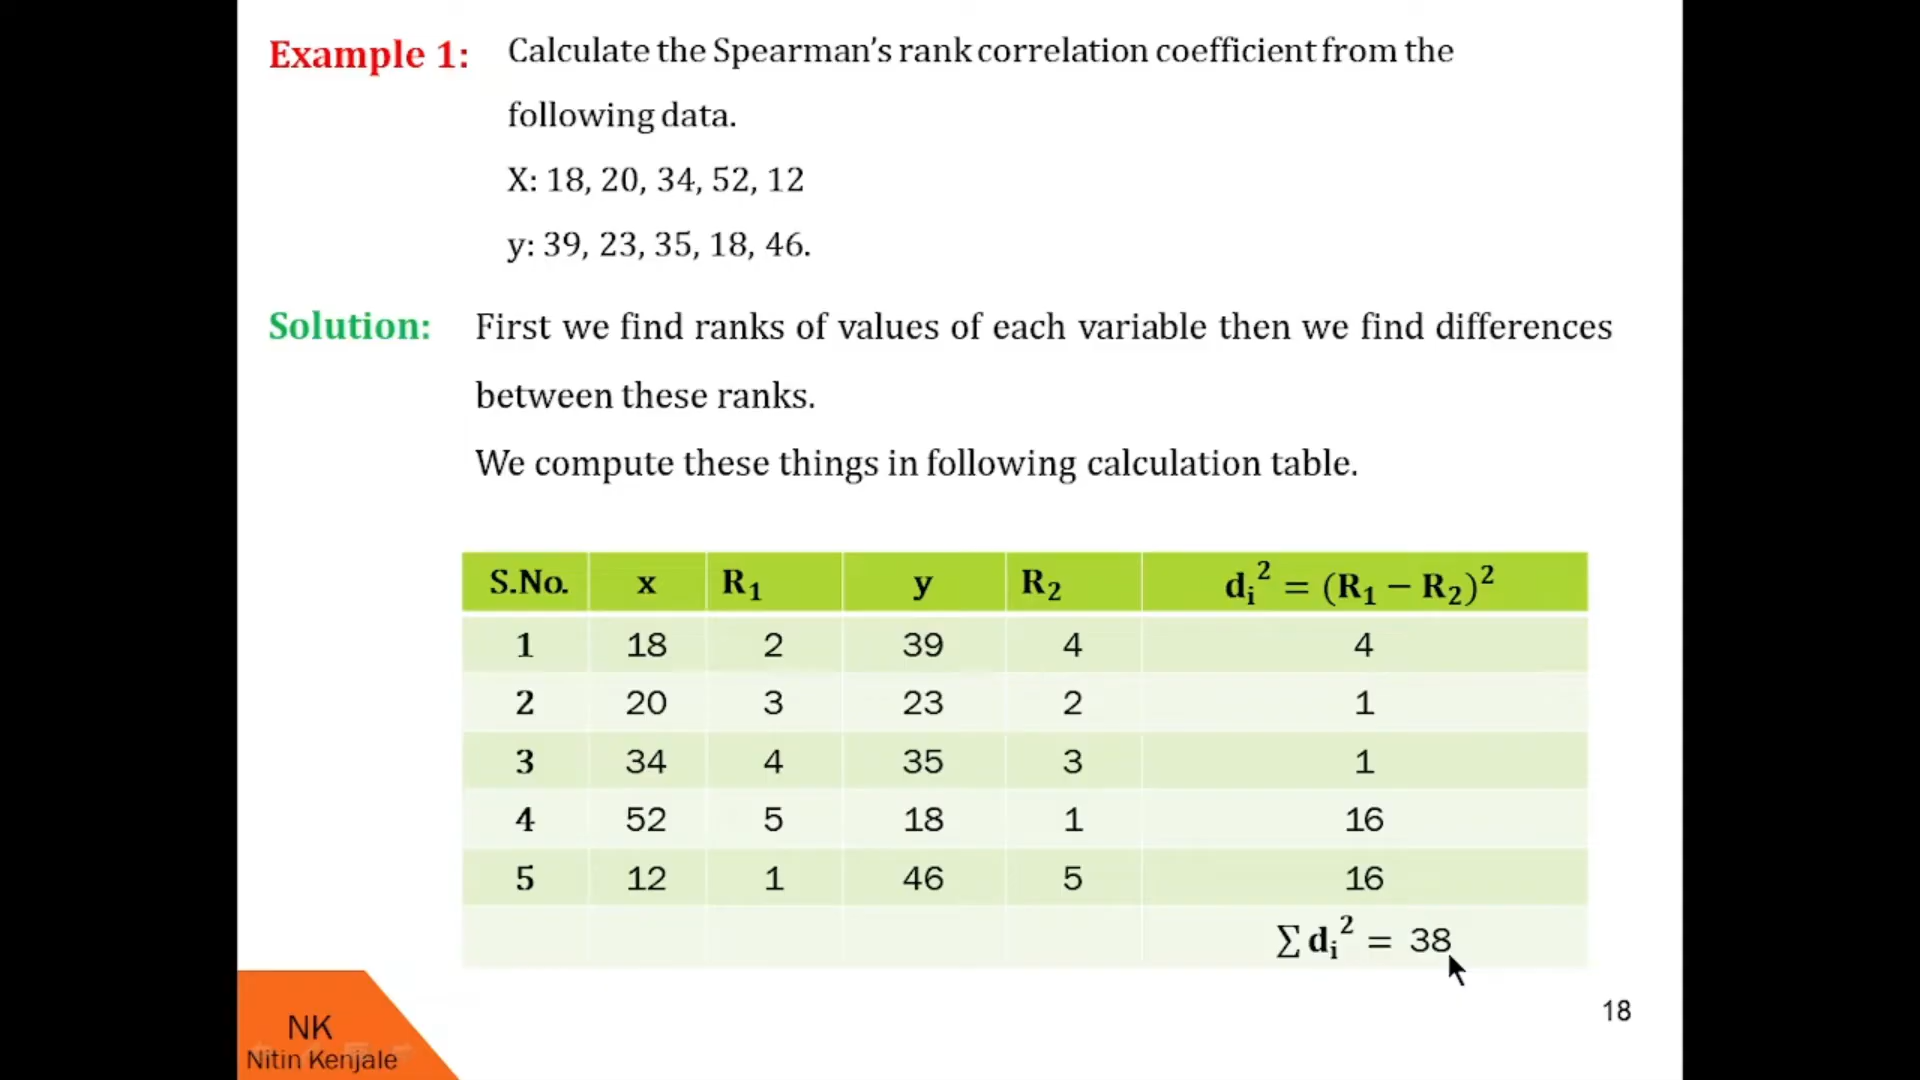 Example 1: Calculate the Spearman’s rank correlation coefficient from the
following data.
X: 18, 20, 34, 52, 12
y: 39, 23, 35, 18, 46.
Solution: First we find ranks of values of each variable then we find differences
between these ranks.
We compute these things in following calculation table.
S.No. x R₁ y R₂ dᵢ² = (R₁ − R₂)²
1 18 2 39 4 4
2 20 3 23 2 1
3 34 4 35 3 1
4 52 5 18 1 16
5 12 1 46 5 16
∑ dᵢ² = 38
18
NK
Nitin Kenjale